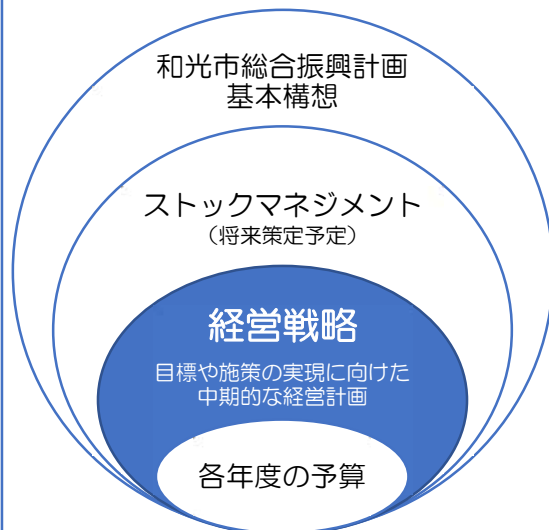 和光市総合振興計画
基本構想
ストックマネジメント
（将来策定予定）
経営戦略
目標や施策の実現に向けた
中期的な経営計画
各年度の予算